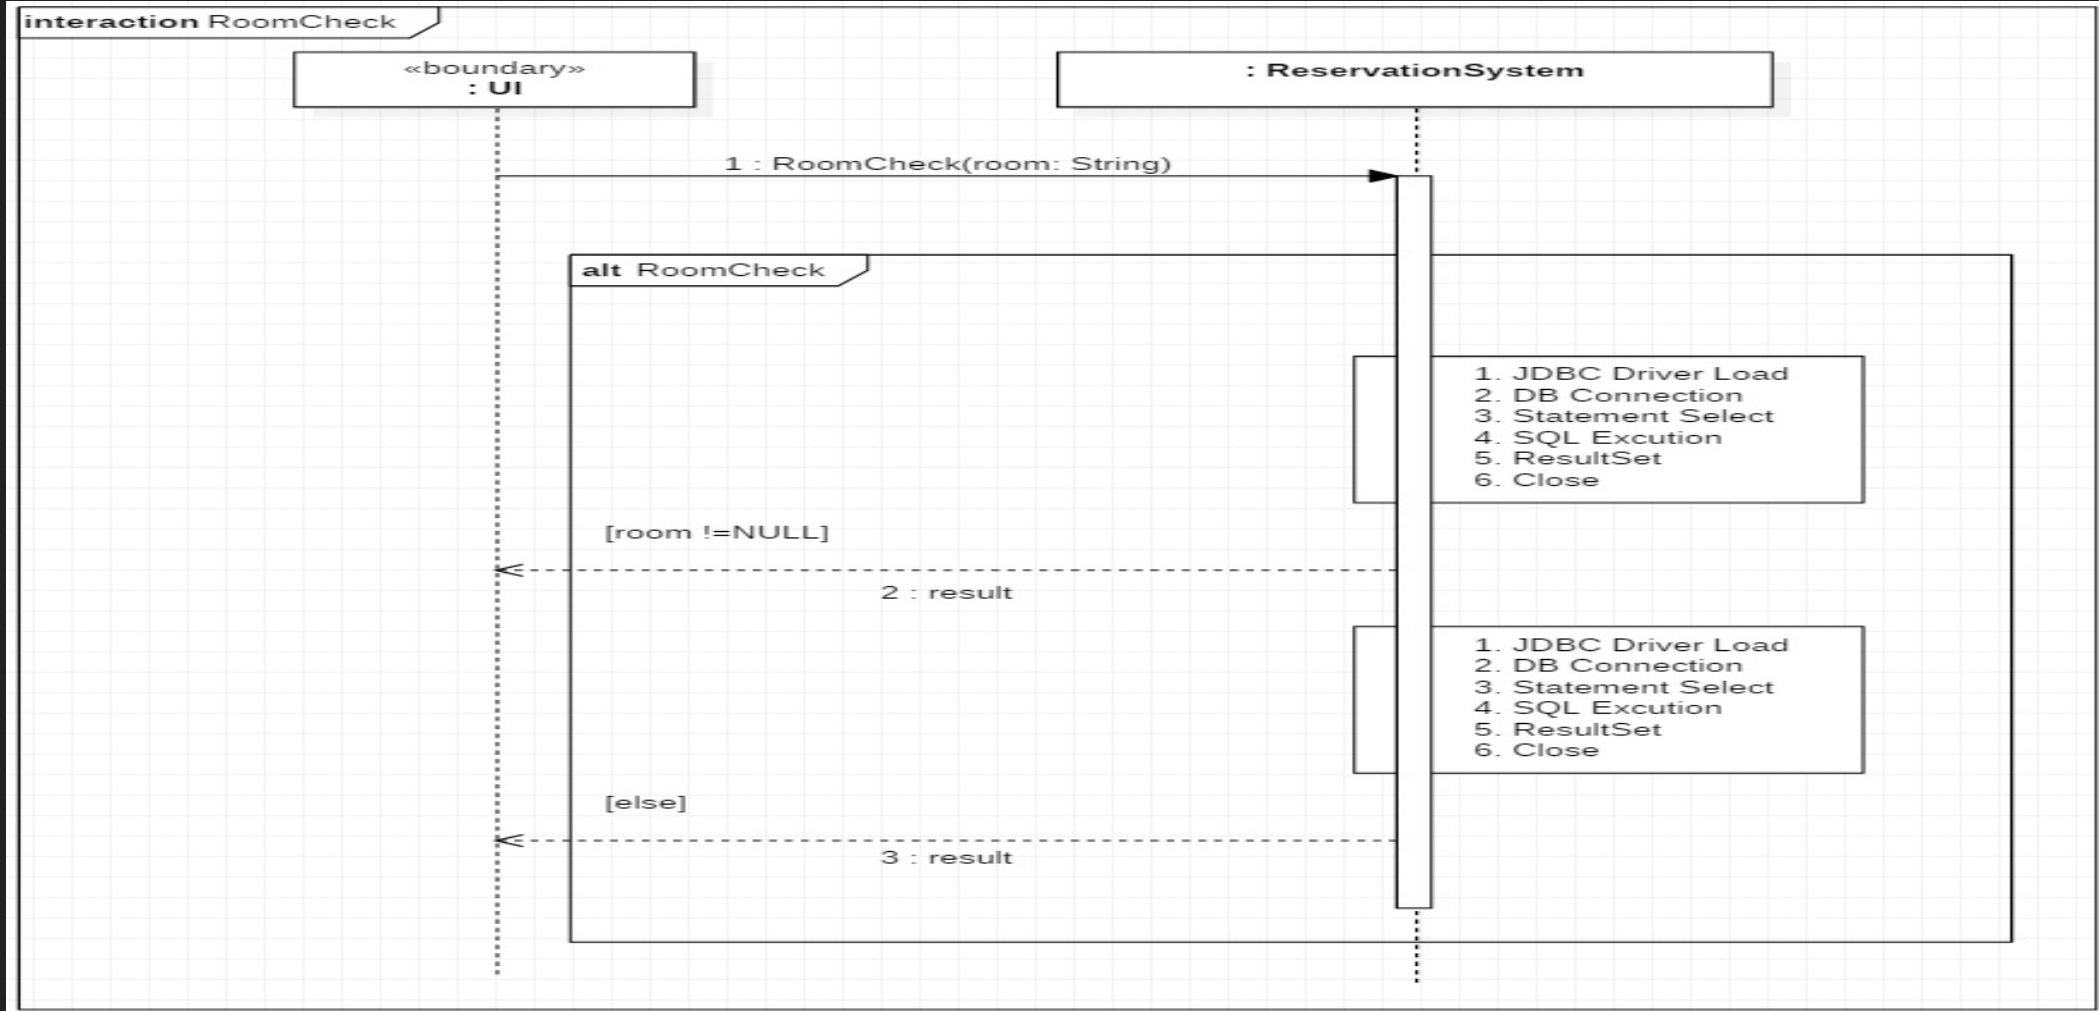 interaction RoomCheck
«boundary»
: UI
: ReservationSystem
1 : RoomCheck(room: String)
alt RoomCheck
1. JDBC Driver Load
2. DB Connection
3. Statement Select
4. SQL Excution
5. ResultSet
6. Close
[room !=NULL]
2 : result
1. JDBC Driver Load
2. DB Connection
3. Statement Select
4. SQL Excution
5. ResultSet
6. Close
[else]
3 : result